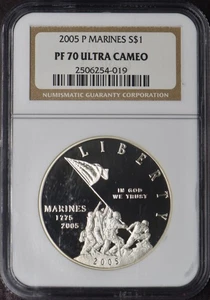 2005 P MARINES S$1
PF 70 ULTRA CAMEO
2506254-019
NUMISMATIC GUARANTY CORPORATION
LIBERTY
IN GOD
WE TRUST
MARINES
1775
2005
2005